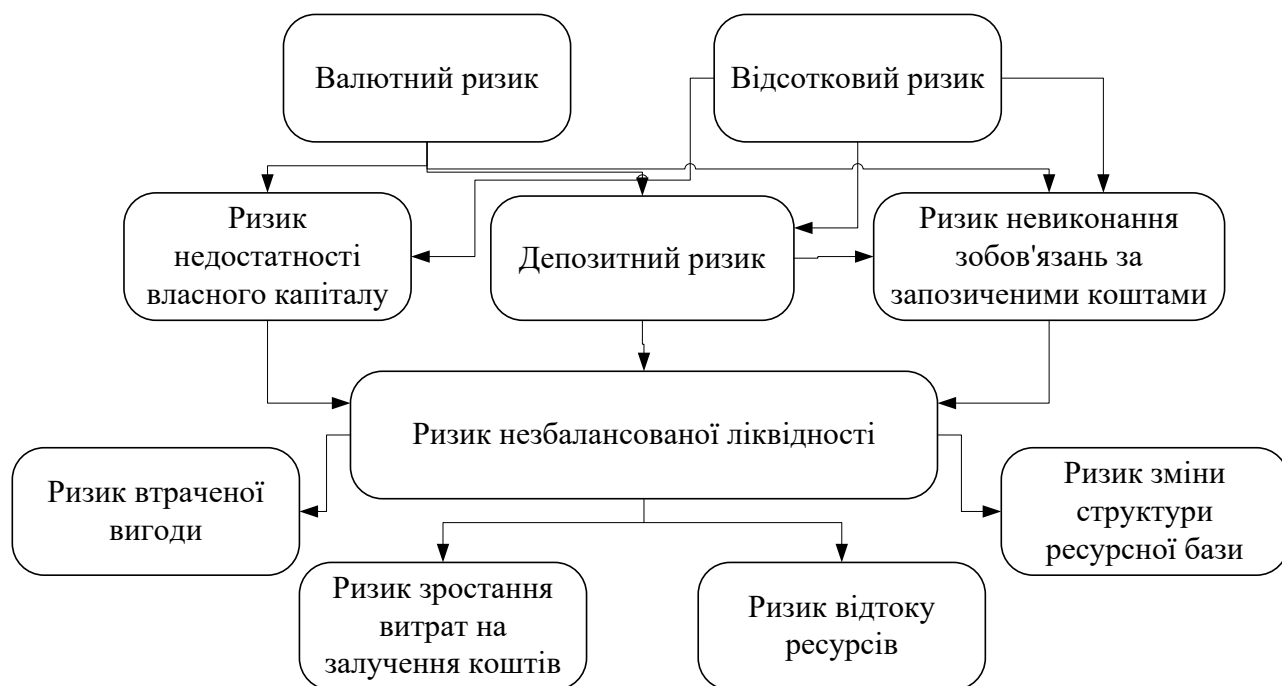 Валютний ризик
Відсотковий ризик
Ризик
недостатності
власного капіталу
Депозитний ризик
Ризик невиконання
зобов'язань за
запозиченими коштами
Ризик незбалансованої ліквідності
Ризик втраченої
вигоди
Ризик зміни
структури
ресурсної бази
Ризик зростання
витрат на
залучення коштів
Ризик відтоку
ресурсів